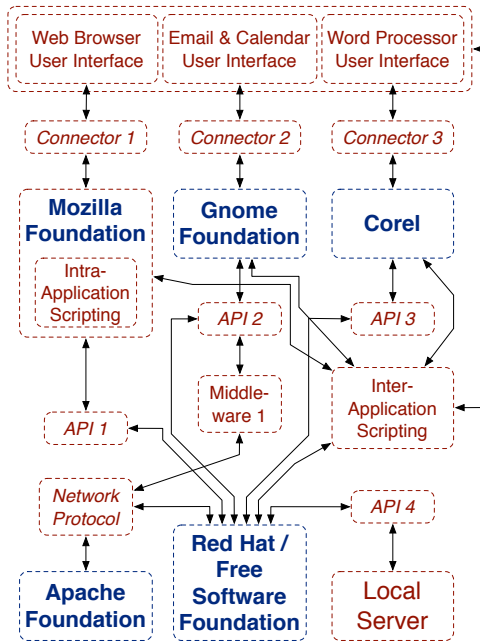 Web Browser
User Interface
Email & Calendar
User Interface
Word Processor
User Interface
Connector 1
Connector 2
Connector 3
Mozilla
Foundation
Gnome
Foundation
Corel
Intra-
Application
Scripting
API 2
API 3
Middle-
ware 1
Inter-
Application
Scripting
API 1
Network
Protocol
API 4
Red Hat /
Free
Software
Foundation
Apache
Foundation
Local
Server